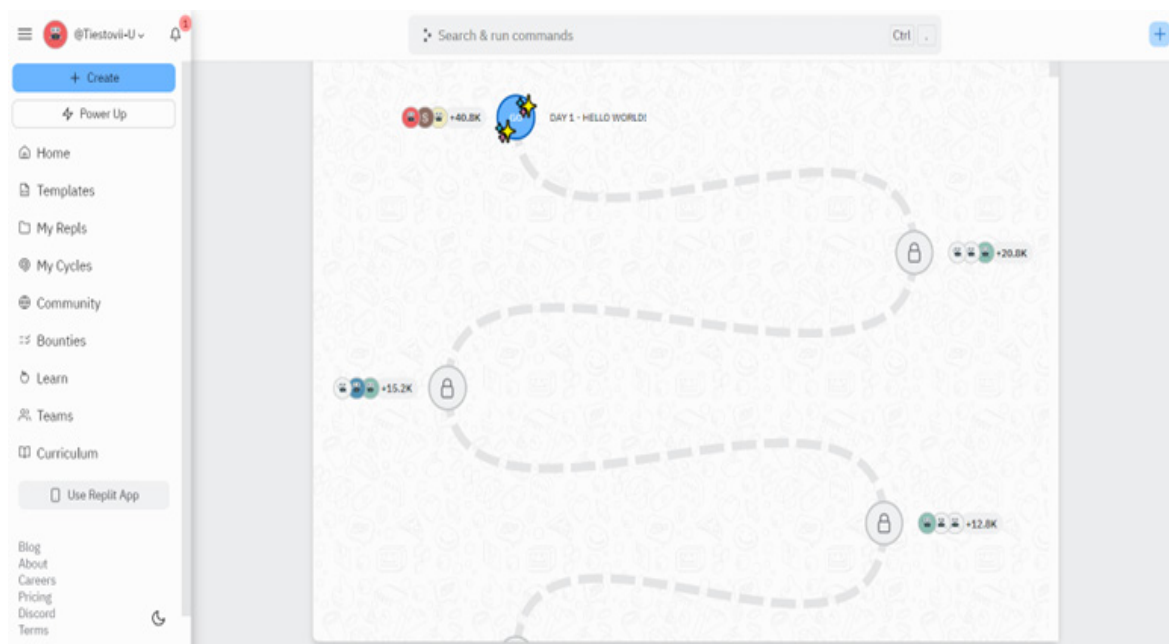 @Tiestovii-U
1
Search & run commands
Ctrl .
+
+ Create
Power Up
Home
Templates
My Repls
My Cycles
Community
Bounties
Learn
Teams
Curriculum
Use Replit App
Blog
About
Careers
Pricing
Discord
Terms
S
+40.8K
GO
DAY 1 - HELLO WORLD!
+20.8K
+15.2K
+12.8K